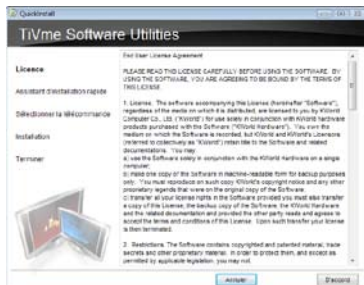 QuickInstall
TiVme Software Utilities
Licence
Assistant d'installation rapide
Sélectionner la télécommande
Installation
Terminer
End User License Agreement
PLEASE READ THIS LICENSE CAREFULLY BEFORE USING THE SOFTWARE. BY
USING THE SOFTWARE, YOU ARE AGREEING TO BE BOUND BY THE TERMS OF
THIS LICENSE.
1. License. The software accompanying this License (hereinafter "Software"),
regardless of the media on which it is distributed, are licensed to you by KWorld
Computer Co., Ltd. ("KWorld") for use solely in conjunction with KWorld hardware
products purchased with the Software ("KWorld Hardware"). You own the
medium on which the Software is recorded, but KWorld and KWorld's Licensors
(referred to collectively as "KWorld") retain title to the Software and related
documentations. You may:
a) use the Software solely in conjunction with the KWorld Hardware on a single
computer;
b) make one copy of the Software in machine-readable form for backup purposes
only. You must reproduce on such copy KWorld's copyright notice and any other
proprietary legends that were on the original copy of the Software.
c) transfer all your license rights in the Software provided you must also transfer
a copy of this License, the backup copy of the Software, the KWorld Hardware
and the related documentation and provided the other party reads and agrees to
accept the terms and conditions of this License. Upon such transfer your license
is then terminated.
2. Restrictions. The Software contains copyrighted and patented material, trade
secrets and other proprietary material. In order to protect them, and except as
permitted by applicable legislation, you may not.
Annuler
D'accord